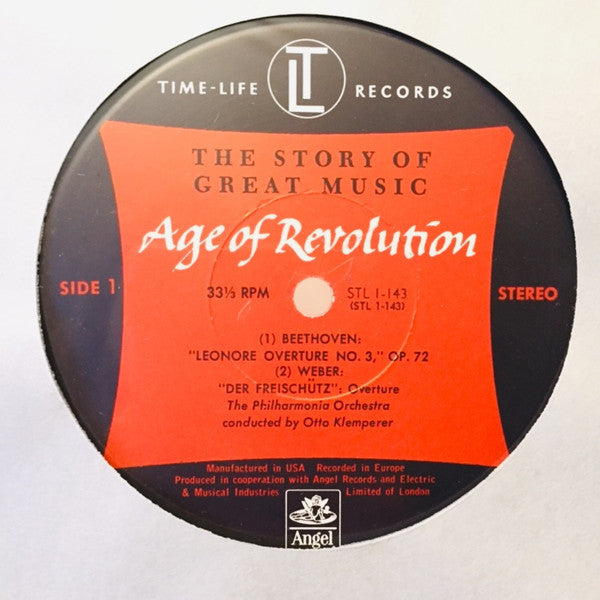 TIME-LIFE TL RECORDS
THE STORY OF
GREAT MUSIC
Age of Revolution
SIDE 1 33⅓ RPM STL 1-143 STEREO
(STL 1-143)
(1) BEETHOVEN:
"LEONORE OVERTURE NO. 3," OP. 72
(2) WEBER:
"DER FREISCHÜTZ": Overture
The Philharmonia Orchestra
conducted by Otto Klemperer
Manufactured in USA Recorded in Europe
Produced in cooperation with Angel Records and Electric
& Musical Industries Limited of London
Angel